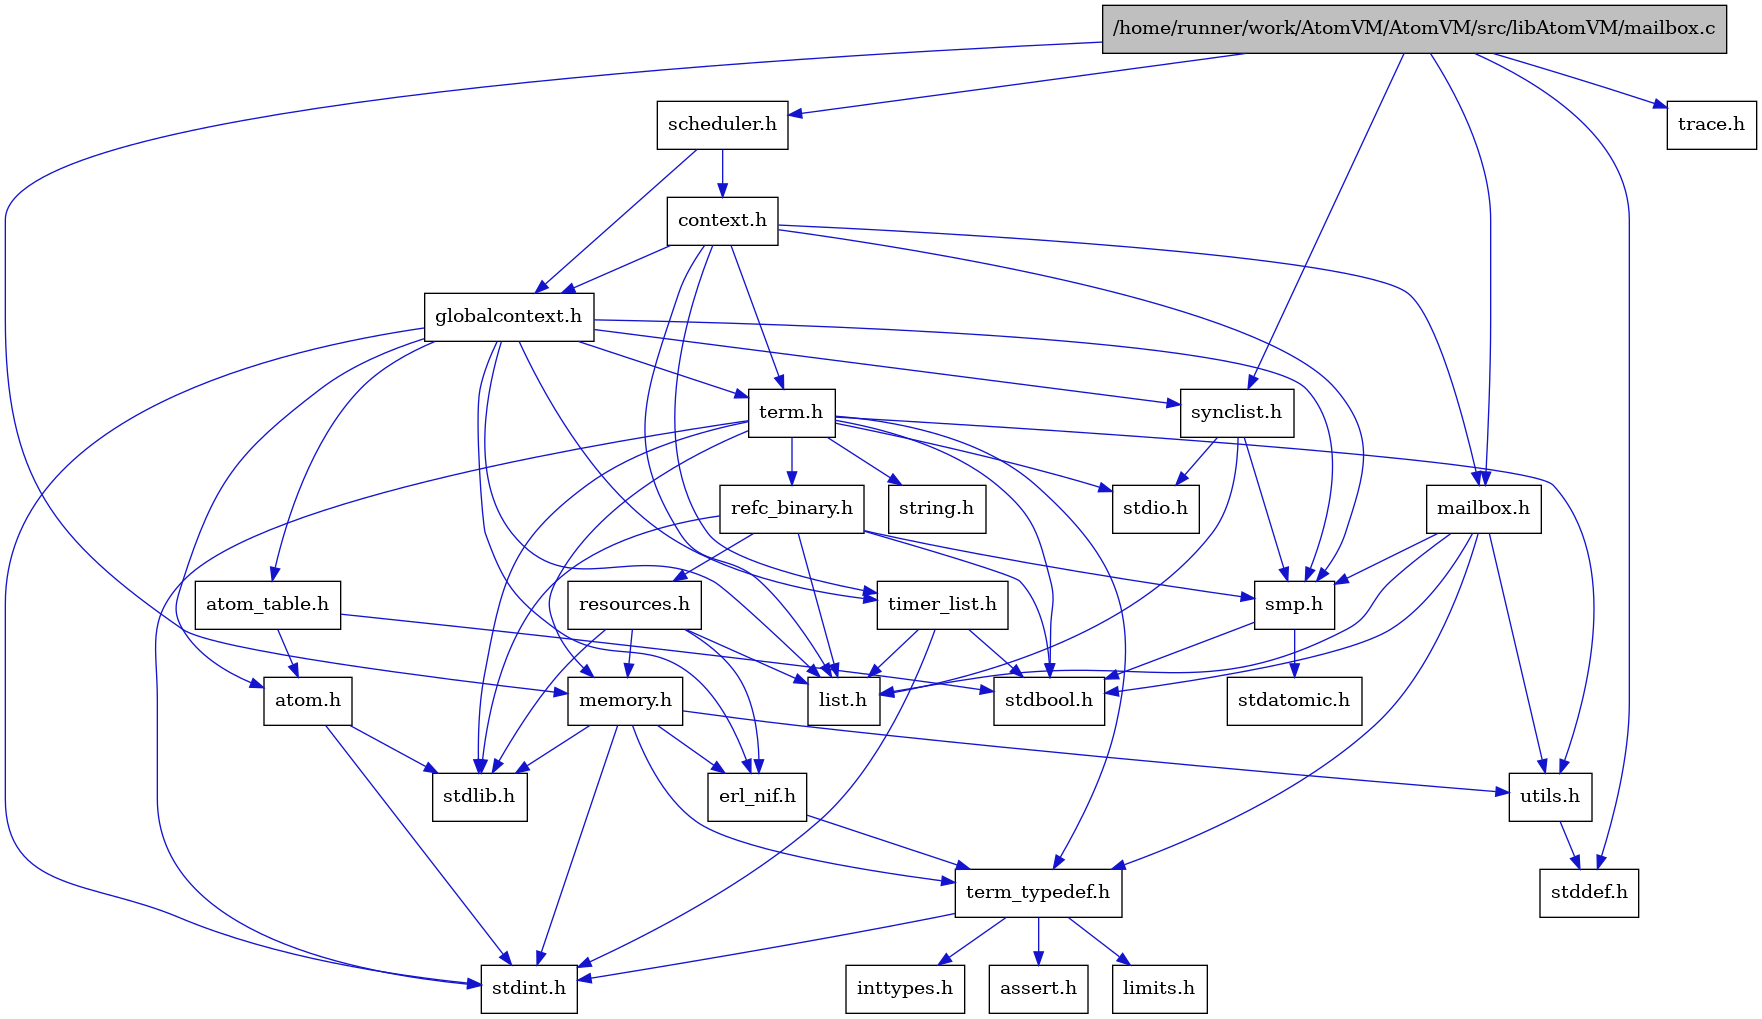 /home/runner/work/AtomVM/AtomVM/src/libAtomVM/mailbox.c
scheduler.h
trace.h
context.h
globalcontext.h
term.h
synclist.h
refc_binary.h
string.h
stdio.h
mailbox.h
atom_table.h
resources.h
timer_list.h
smp.h
atom.h
memory.h
list.h
stdbool.h
stdatomic.h
stdlib.h
erl_nif.h
utils.h
term_typedef.h
stddef.h
stdint.h
inttypes.h
assert.h
limits.h